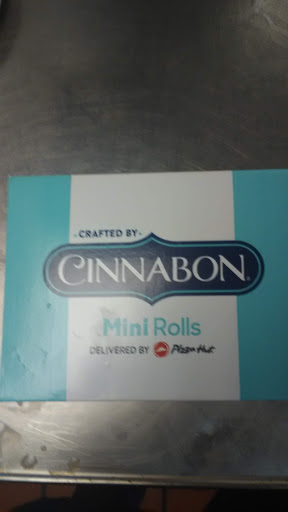 - CRAFTED BY -
CINNABON®
Mini Rolls
DELIVERED BY Pizza Hut